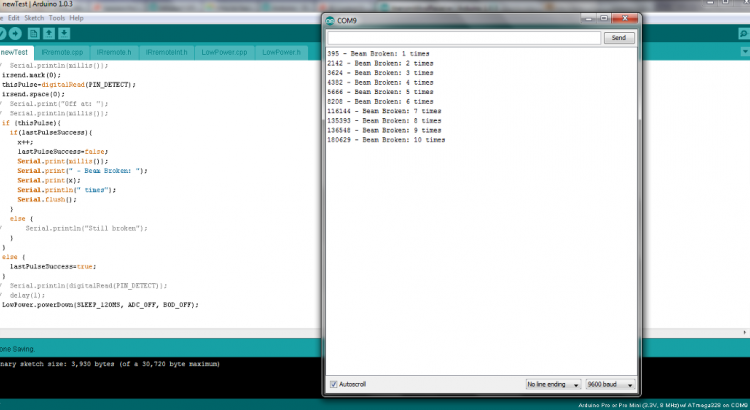 newTest | Arduino 1.0.3
Edit Sketch Tools Help
newTest IRremote.cpp IRremote.h IRremoteInt.h LowPower.cpp LowPower.h
/ Serial.println(millis());
irsend.mark(0);
thisPulse=digitalRead(PIN_DETECT);
irsend.space(0);
/ Serial.print("Off at: ");
/ Serial.println(millis());
if (thisPulse){
if(lastPulseSuccess){
x++;
lastPulseSuccess=false;
Serial.print(millis());
Serial.print(" - Beam Broken: ");
Serial.print(x);
Serial.println(" times");
Serial.flush();
}
else {
/ Serial.println("Still broken");
}
}
else {
lastPulseSuccess=true;
}
/ Serial.println(digitalRead(PIN_DETECT));
/ delay(1);
LowPower.powerDown(SLEEP_120MS, ADC_OFF, BOD_OFF);
one Saving.
nary sketch size: 3,930 bytes (of a 30,720 byte maximum)
COM9
Send
395 - Beam Broken: 1 times
2142 - Beam Broken: 2 times
3624 - Beam Broken: 3 times
4382 - Beam Broken: 4 times
5666 - Beam Broken: 5 times
8208 - Beam Broken: 6 times
116144 - Beam Broken: 7 times
135393 - Beam Broken: 8 times
136548 - Beam Broken: 9 times
180629 - Beam Broken: 10 times
Autoscroll
No line ending
9600 baud
Arduino Pro or Pro Mini (3.3V, 8 MHz) w/ ATmega328 on COM9